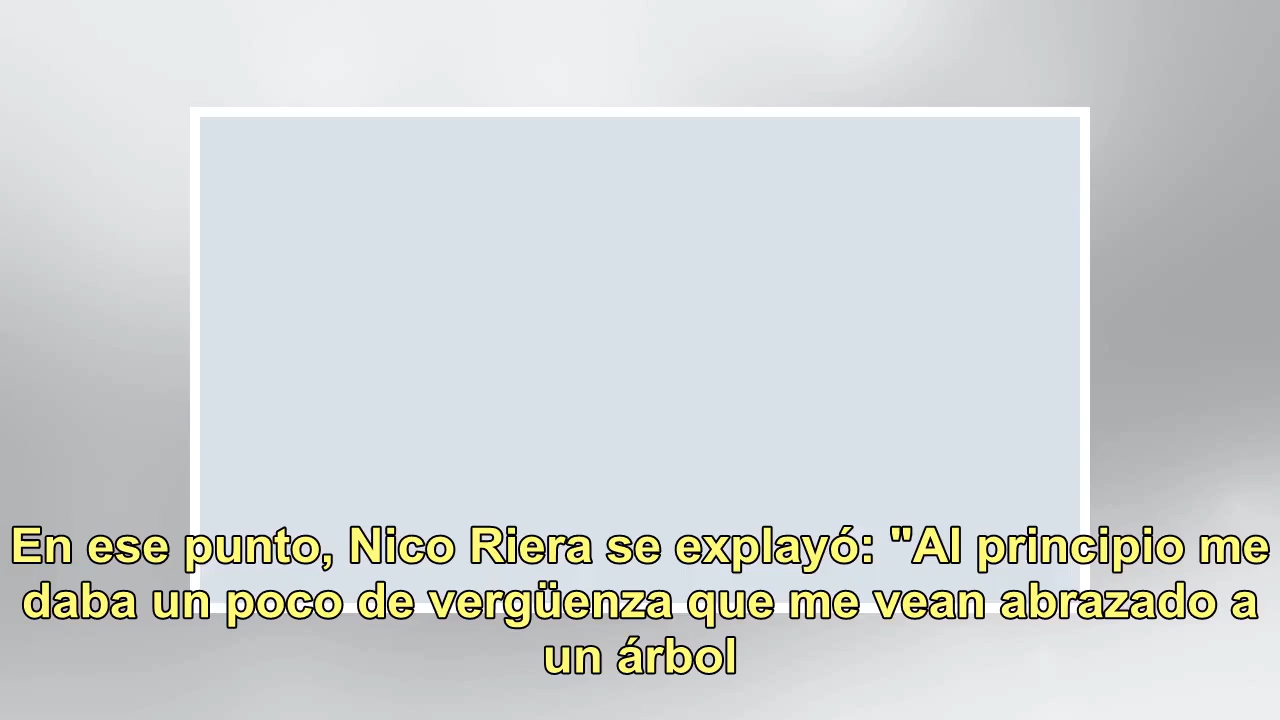 En ese punto, Nico Riera se explayó: "Al principio me
daba un poco de vergüenza que me vean abrazado a
un árbol